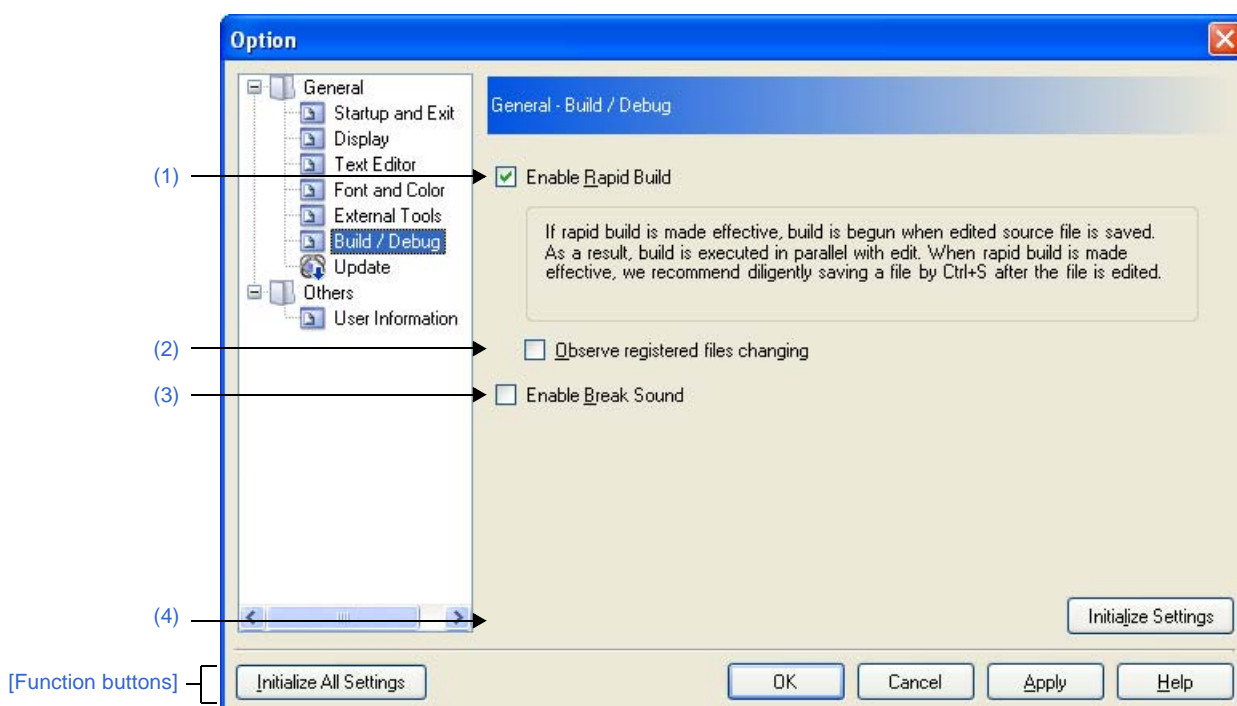 Option
General
Startup and Exit
Display
Text Editor
Font and Color
External Tools
Build / Debug
Update
Others
User Information
General - Build / Debug
(1)
Enable Rapid Build
If rapid build is made effective, build is begun when edited source file is saved.
As a result, build is executed in parallel with edit. When rapid build is made
effective, we recommend diligently saving a file by Ctrl+S after the file is edited.
(2)
Observe registered files changing
(3)
Enable Break Sound
(4)
Initialize Settings
[Function buttons]
Initialize All Settings
OK
Cancel
Apply
Help